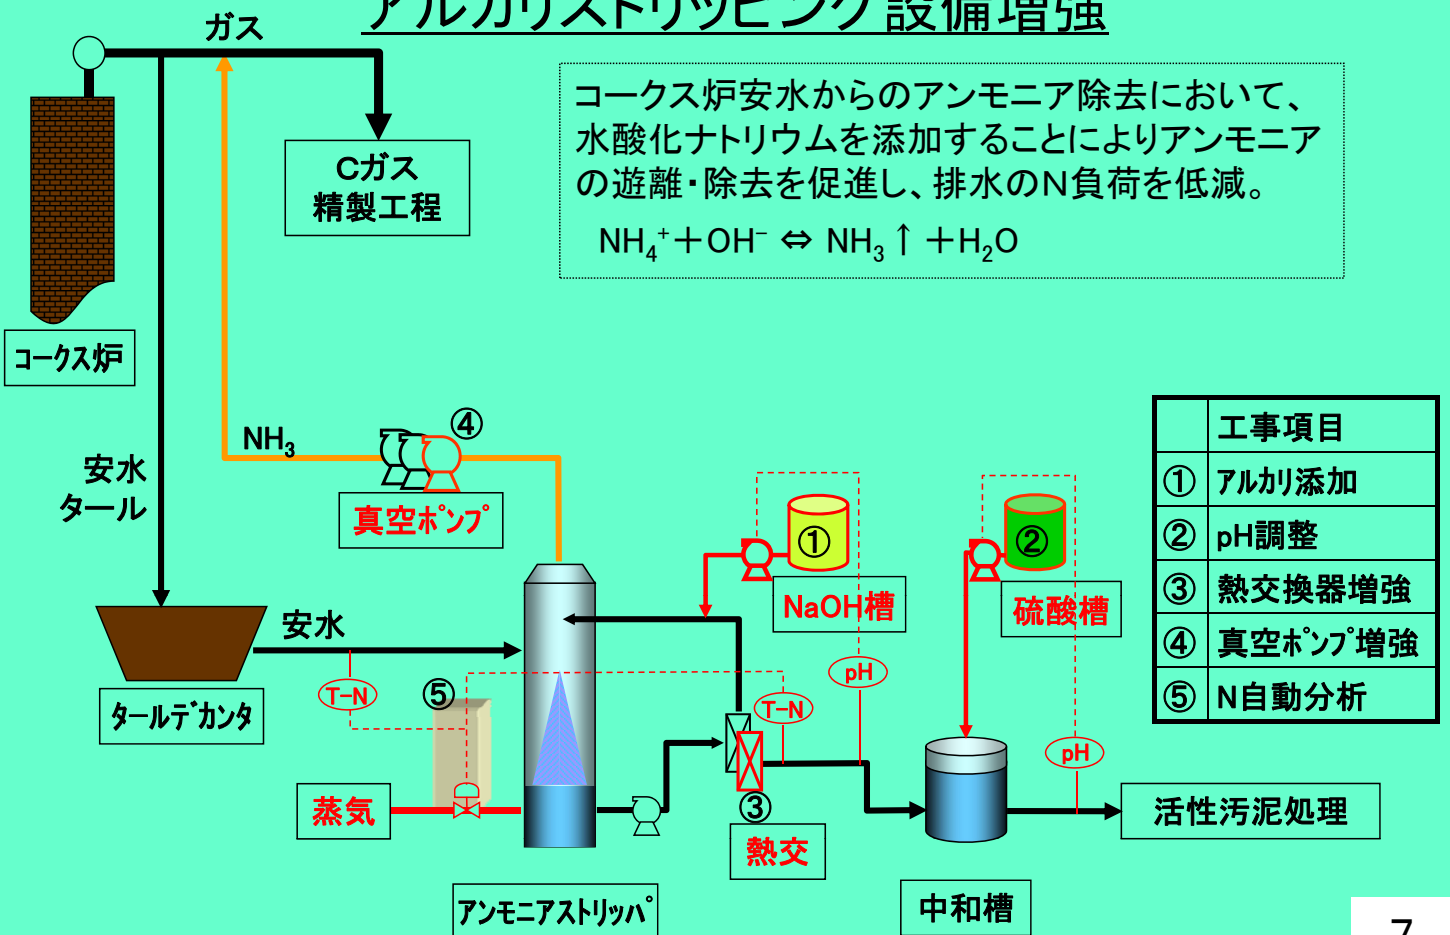 アルカリストリッピング設備増強
ガス
コークス炉安水からのアンモニア除去において、
水酸化ナトリウムを添加することによりアンモニア
の遊離・除去を促進し、排水のN負荷を低減。
NH₄⁺＋OH⁻ ⇔ NH₃ ↑ ＋H₂O
Cガス
精製工程
コークス炉
安水
タール
NH₃
④
真空ポンプ
①
NaOH槽
②
硫酸槽
工事項目
① アルカリ添加
② pH調整
③ 熱交換器増強
④ 真空ポンプ増強
⑤ N自動分析
安水
タールデカンタ
T-N
⑤
T-N
pH
pH
蒸気
③
熱交
活性汚泥処理
アンモニアストリッパ
中和槽
7